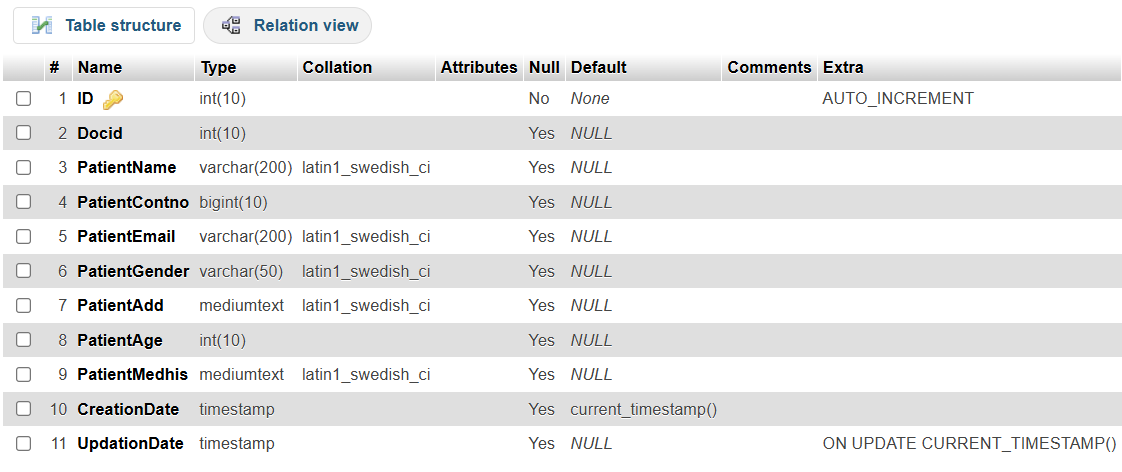 Table structure Relation view
# Name Type Collation Attributes Null Default Comments Extra
1 ID int(10) No None AUTO_INCREMENT
2 Docid int(10) Yes NULL
3 PatientName varchar(200) latin1_swedish_ci Yes NULL
4 PatientContno bigint(10) Yes NULL
5 PatientEmail varchar(200) latin1_swedish_ci Yes NULL
6 PatientGender varchar(50) latin1_swedish_ci Yes NULL
7 PatientAdd mediumtext latin1_swedish_ci Yes NULL
8 PatientAge int(10) Yes NULL
9 PatientMedhis mediumtext latin1_swedish_ci Yes NULL
10 CreationDate timestamp Yes current_timestamp()
11 UpdationDate timestamp Yes NULL ON UPDATE CURRENT_TIMESTAMP()